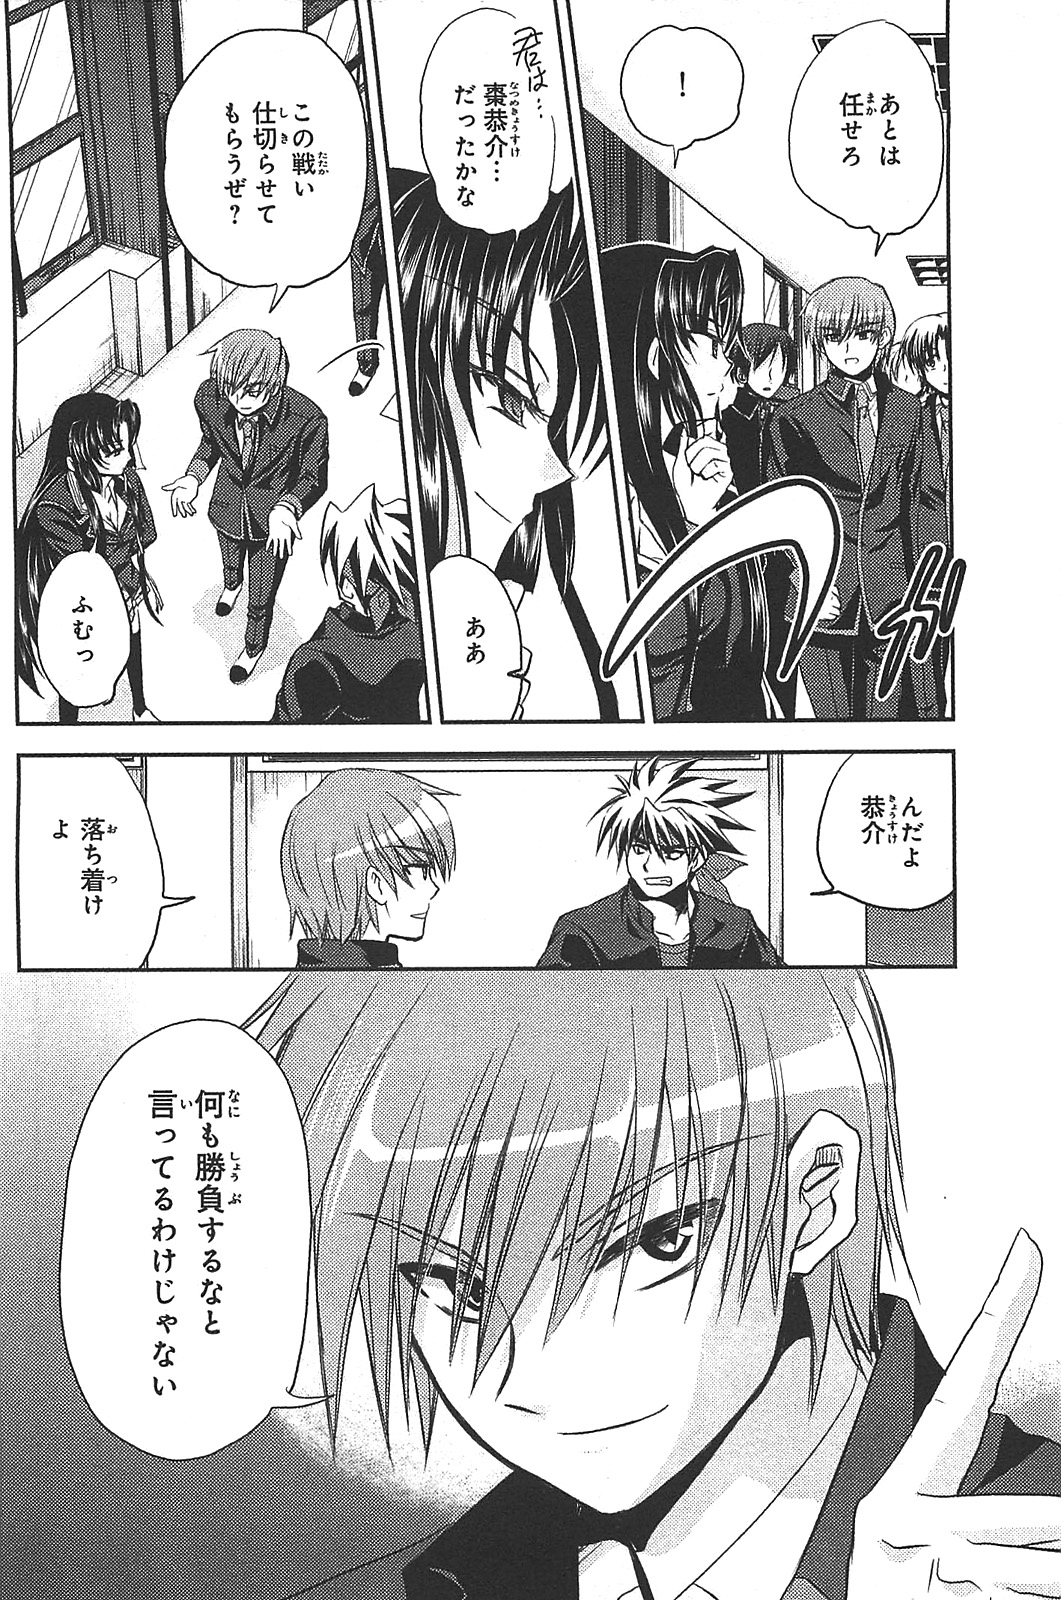 あとは
任せろ
！
君は…
棗恭介…
だったかな
ああ
この戦い
仕切らせて
もらうぜ？
ふむっ
んだよ
恭介
落ち着け
よ
何も勝負するなと
言ってるわけじゃない